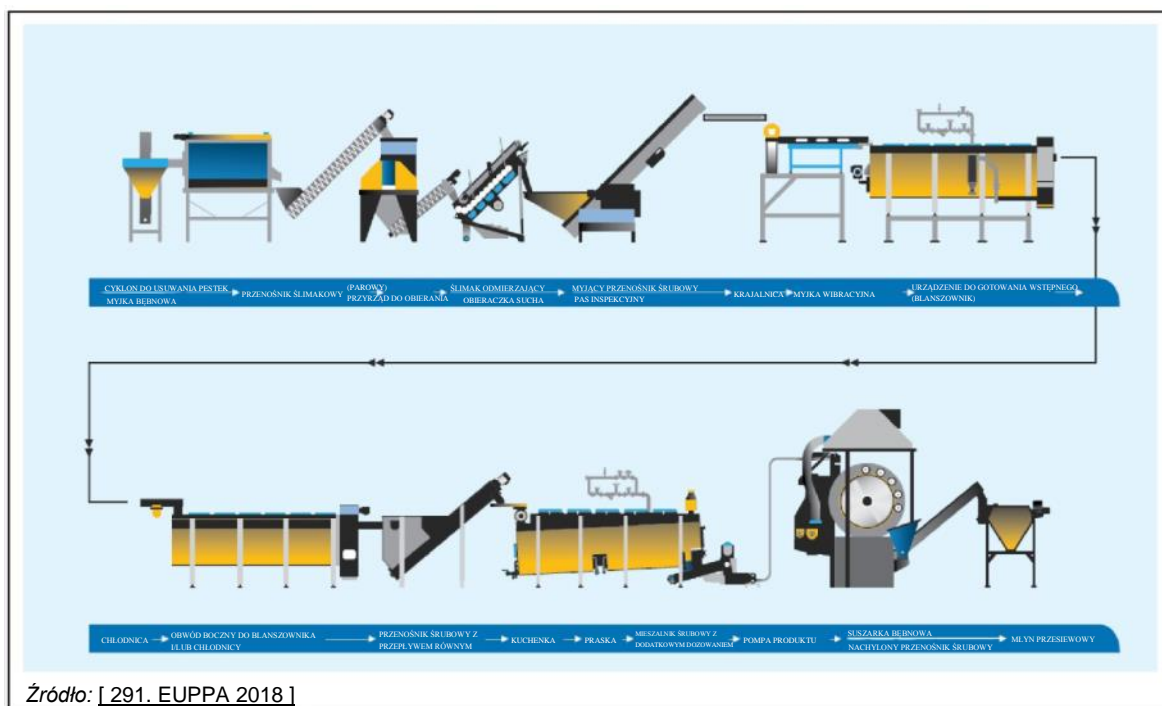 CYKLON DO USUWANIA PESTEK
MYJKA BĘBNOWA
PRZENOŚNIK ŚLIMAKOWY
(PAROWY)
PRZYRZĄD DO OBIERANIA
ŚLIMAK ODMIERZAJĄCY
OBIERACZKA SUCHA
MYJĄCY PRZENOŚNIK ŚRUBOWY
PAS INSPEKCYJNY
KRAJALNICA
MYJKA WIBRACYJNA
URZĄDZENIE DO GOTOWANIA WSTĘPNEGO
(BLANSZOWNIK)
CHŁODNICA
OBWÓD BOCZNY DO BLANSZOWNIKA
I/LUB CHŁODNICY
PRZENOŚNIK ŚRUBOWY Z
PRZEPŁYWEM RÓWNYM
KUCHENKA
PRASKA
MIESZALNIK ŚRUBOWY Z
DODATKOWYM DOZOWANIEM
POMPA PRODUKTU
SUSZARKA BĘBNOWA
NACHYLONY PRZENOŚNIK ŚRUBOWY
MŁYN PRZESIEWOWY
Źródło: [ 291. EUPPA 2018 ]